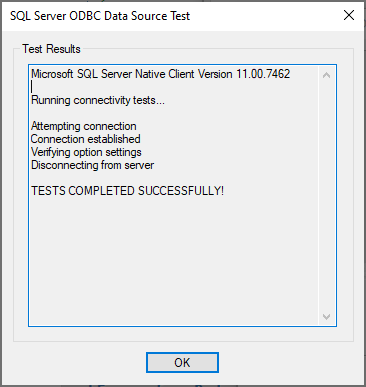 SQL Server ODBC Data Source Test
Test Results
Microsoft SQL Server Native Client Version 11.00.7462
Running connectivity tests...
Attempting connection
Connection established
Verifying option settings
Disconnecting from server
TESTS COMPLETED SUCCESSFULLY!
OK